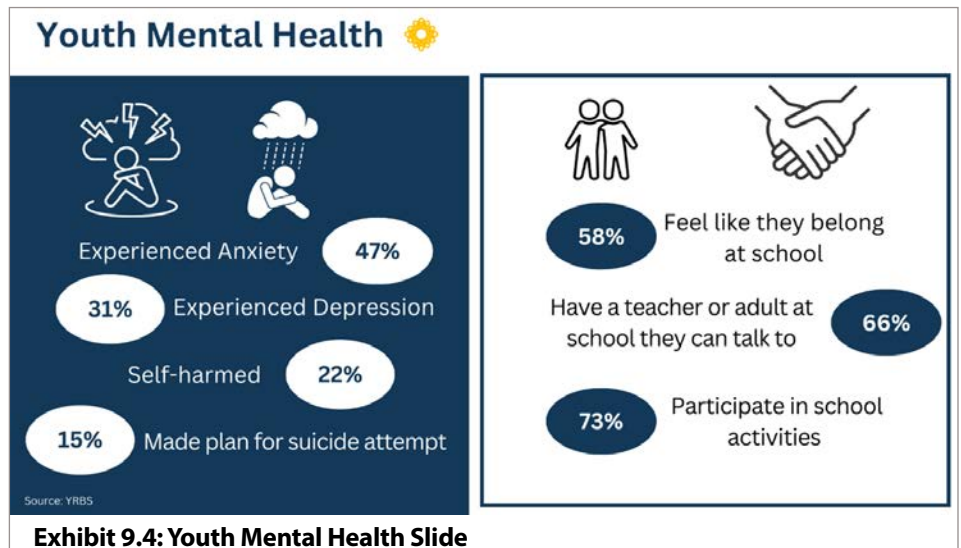 Youth Mental Health
Experienced Anxiety 47%
31% Experienced Depression
Self-harmed 22%
15% Made plan for suicide attempt
Source: YRBS
58% Feel like they belong
at school
Have a teacher or adult at
school they can talk to 66%
73% Participate in school
activities
Exhibit 9.4: Youth Mental Health Slide